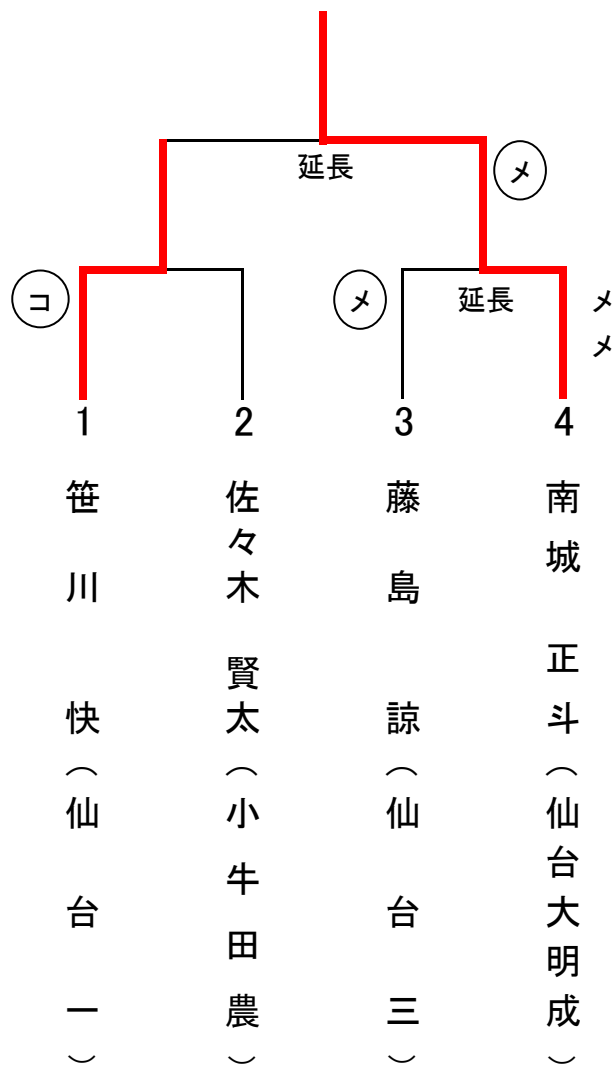 延長
メ
コ
メ
延長
メ
メ
1
2
3
4
笹川 快(仙台一)
佐々木 賢太(小牛田農)
藤島 諒(仙台三)
南城 正斗(仙台大明成)